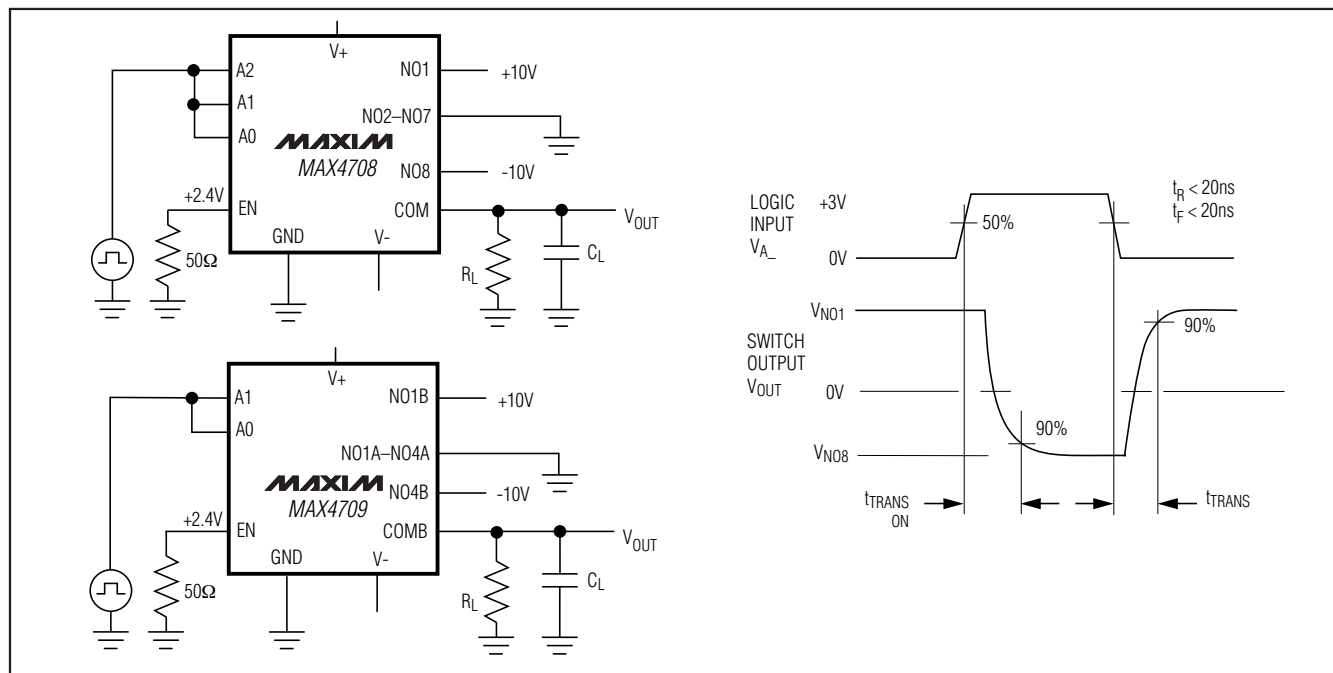 V+
A2
A1
A0
NO1
+10V
NO2–NO7
MAXIM
MAX4708
NO8
-10V
+2.4V
EN
COM
VOUT
GND
V-
50Ω
RL
CL
V+
A1
A0
NO1B
+10V
NO1A–NO4A
MAXIM
MAX4709
NO4B
-10V
+2.4V
EN
COMB
VOUT
GND
V-
50Ω
RL
CL
LOGIC
INPUT
VA_
+3V
0V
50%
tR < 20ns
tF < 20ns
VNO1
SWITCH
OUTPUT
VOUT
0V
90%
90%
VNO8
tTRANS
ON
tTRANS